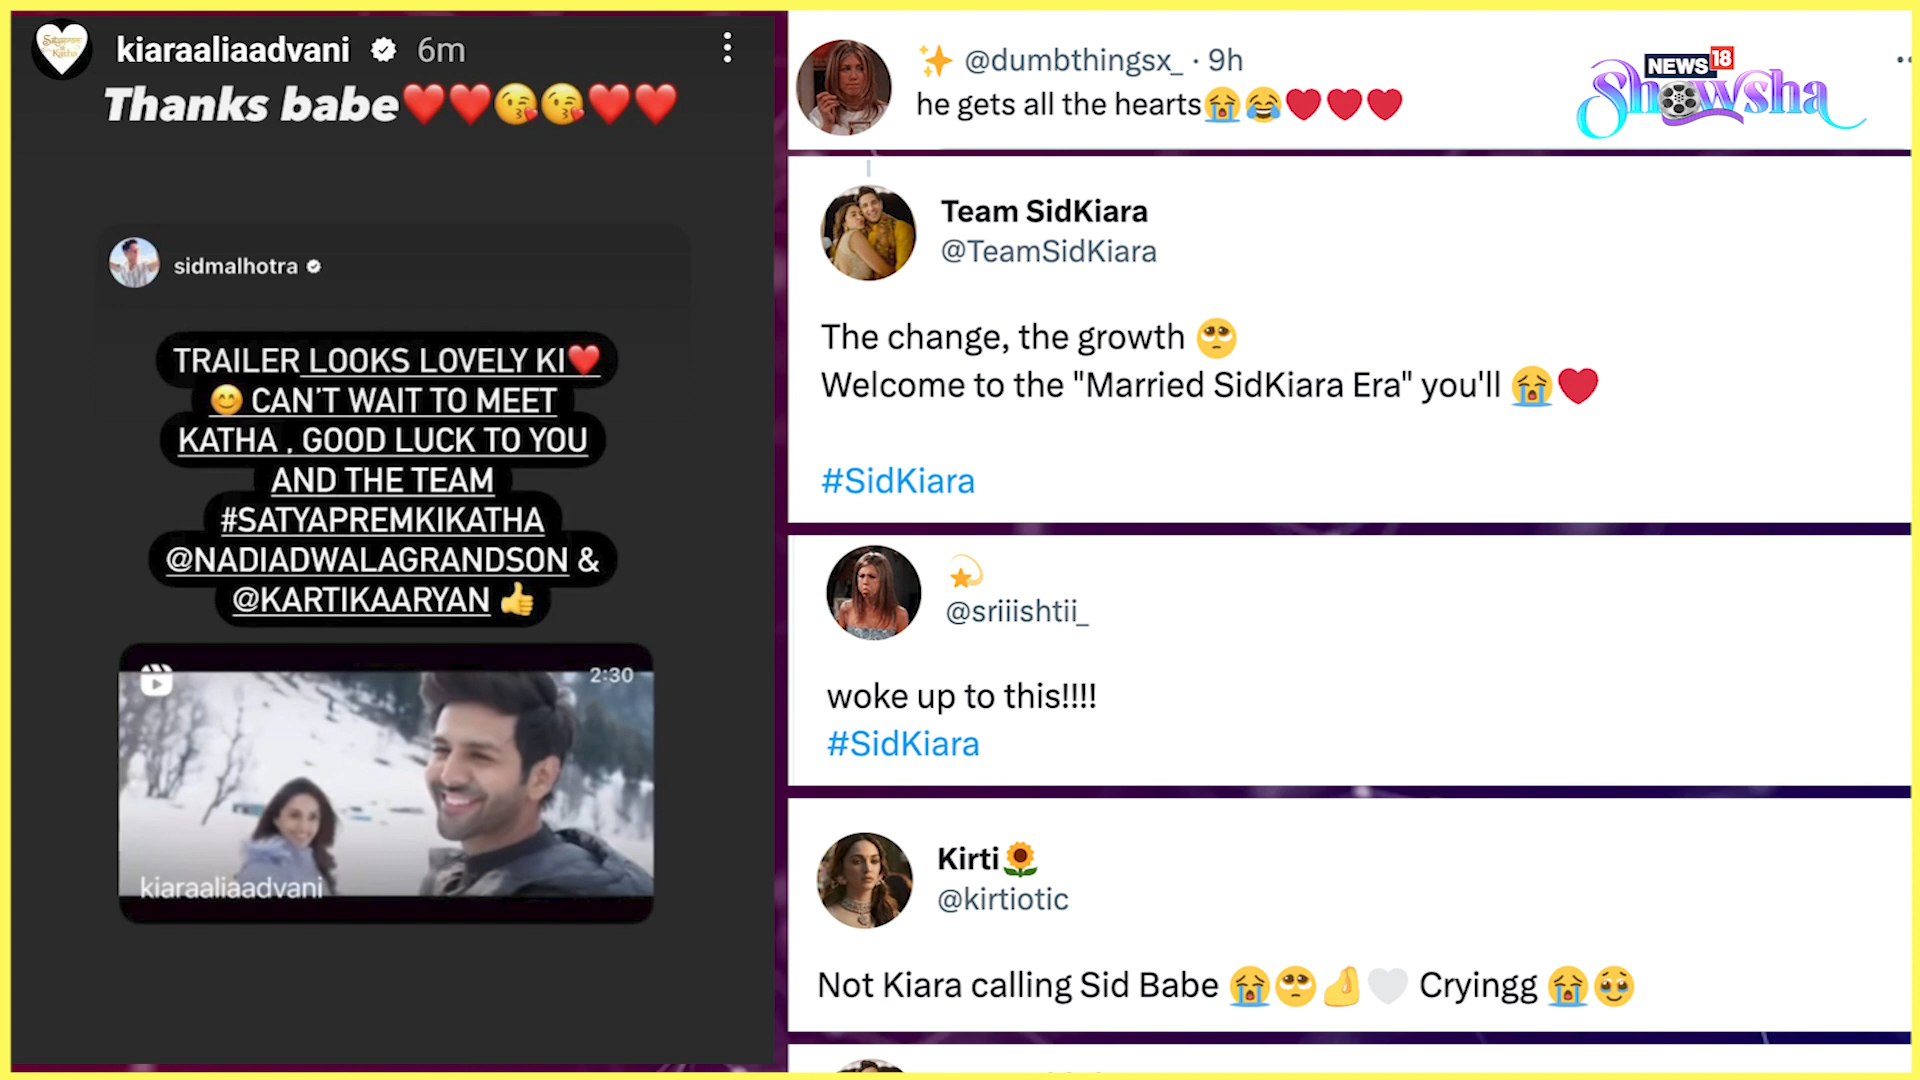 kiaraaliaadvani 6m
Thanks babe❤️❤️😘😘❤️❤️
sidmalhotra
TRAILER LOOKS LOVELY KI❤️
😊 CAN'T WAIT TO MEET
KATHA , GOOD LUCK TO YOU
AND THE TEAM
#SATYAPREMKIKATHA
@NADIADWALAGRANDSON &
@KARTIKAARYAN 👍
2:30
kiaraaliaadvani
✨ @dumbthingsx_ · 9h
he gets all the hearts😭😂❤️❤️❤️
NEWS18
Showsha
Team SidKiara
@TeamSidKiara
The change, the growth 🥺
Welcome to the "Married SidKiara Era" you'll 😭❤️
#SidKiara
💫
@sriiishtii_
woke up to this!!!!
#SidKiara
Kirti🌻
@kirtiotic
Not Kiara calling Sid Babe 😭🥺🤌🤍 Cryingg 😭🥹